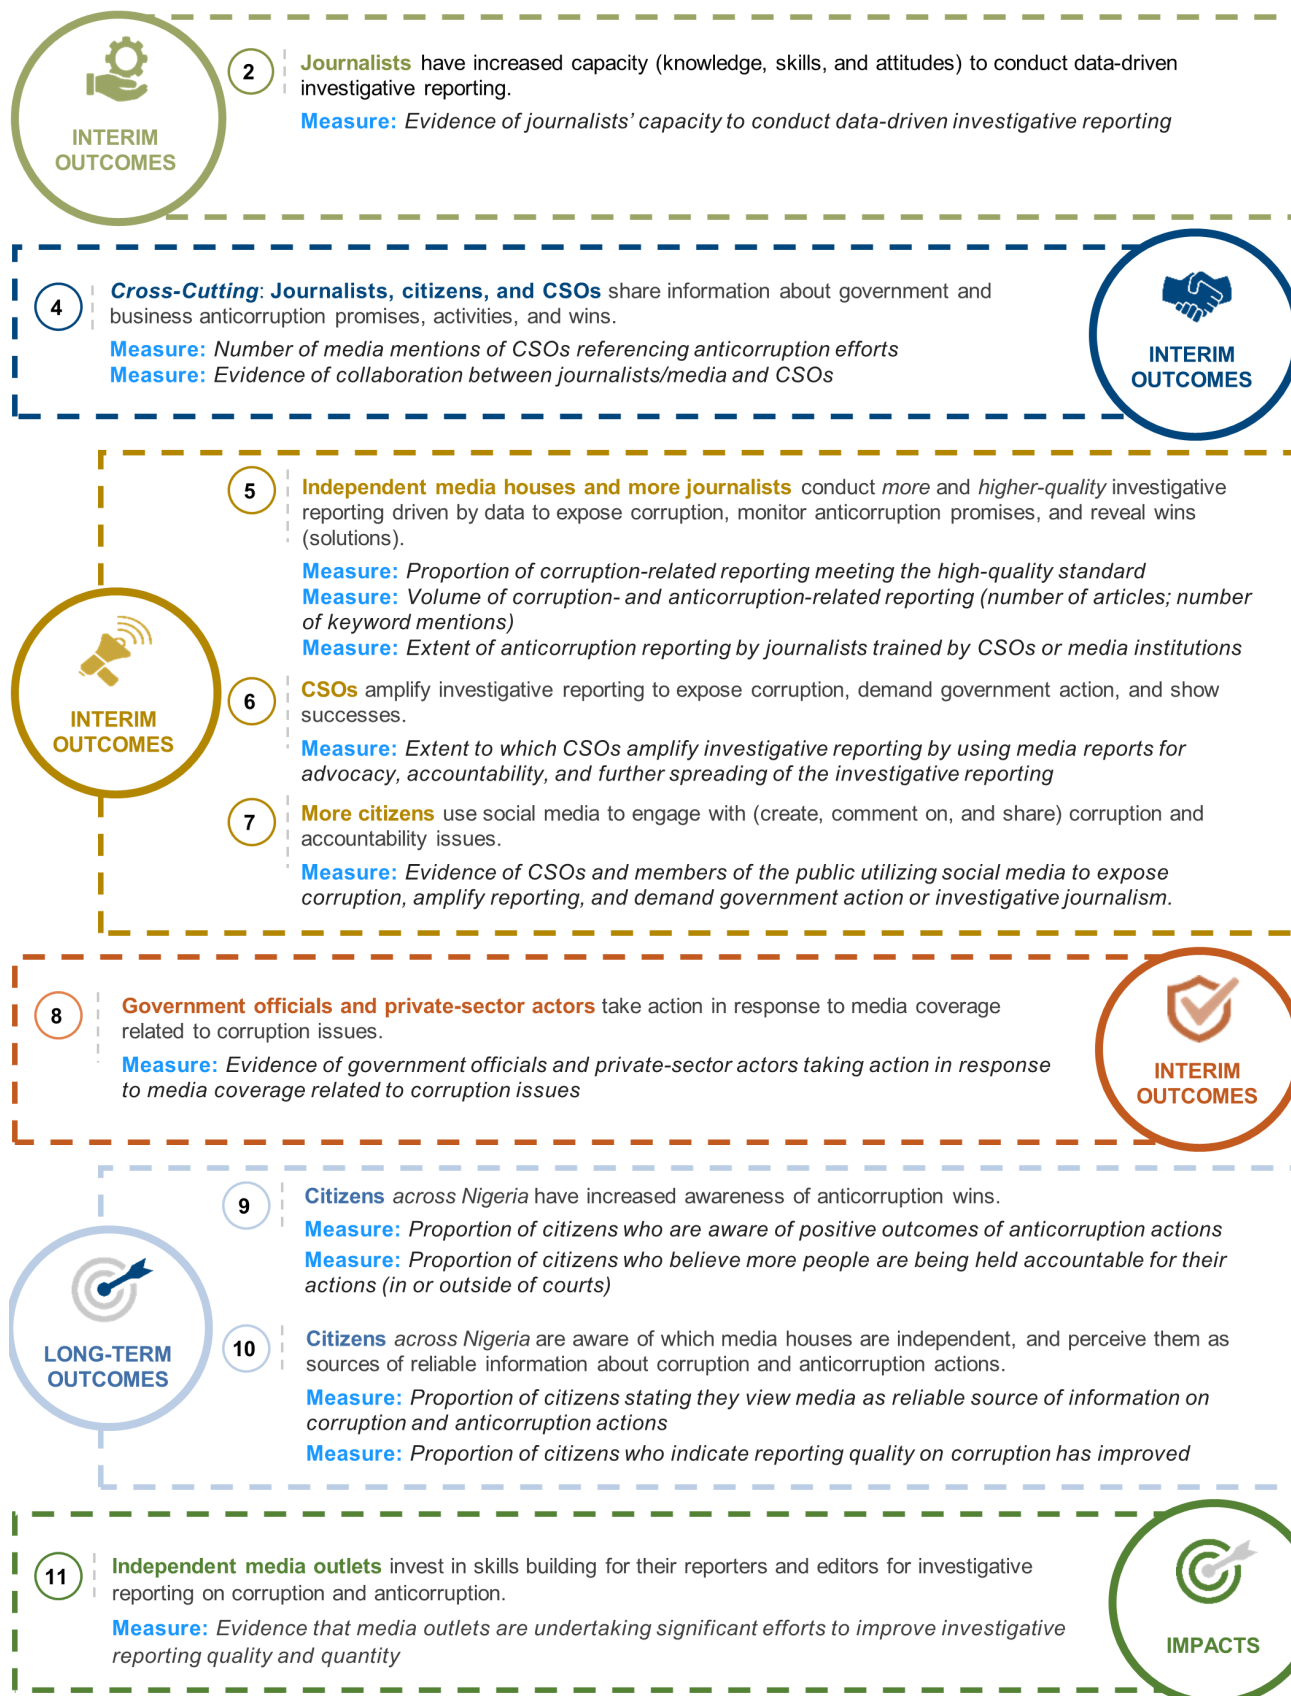 INTERIM
OUTCOMES
2
Journalists have increased capacity (knowledge, skills, and attitudes) to conduct data-driven
investigative reporting.
Measure: Evidence of journalists’ capacity to conduct data-driven investigative reporting
4
Cross-Cutting: Journalists, citizens, and CSOs share information about government and
business anticorruption promises, activities, and wins.
Measure: Number of media mentions of CSOs referencing anticorruption efforts
Measure: Evidence of collaboration between journalists/media and CSOs
INTERIM
OUTCOMES
INTERIM
OUTCOMES
5
Independent media houses and more journalists conduct more and higher-quality investigative
reporting driven by data to expose corruption, monitor anticorruption promises, and reveal wins
(solutions).
Measure: Proportion of corruption-related reporting meeting the high-quality standard
Measure: Volume of corruption- and anticorruption-related reporting (number of articles; number
of keyword mentions)
Measure: Extent of anticorruption reporting by journalists trained by CSOs or media institutions
6
CSOs amplify investigative reporting to expose corruption, demand government action, and show
successes.
Measure: Extent to which CSOs amplify investigative reporting by using media reports for
advocacy, accountability, and further spreading of the investigative reporting
7
More citizens use social media to engage with (create, comment on, and share) corruption and
accountability issues.
Measure: Evidence of CSOs and members of the public utilizing social media to expose
corruption, amplify reporting, and demand government action or investigative journalism.
8
Government officials and private-sector actors take action in response to media coverage
related to corruption issues.
Measure: Evidence of government officials and private-sector actors taking action in response
to media coverage related to corruption issues
INTERIM
OUTCOMES
LONG-TERM
OUTCOMES
9
Citizens across Nigeria have increased awareness of anticorruption wins.
Measure: Proportion of citizens who are aware of positive outcomes of anticorruption actions
Measure: Proportion of citizens who believe more people are being held accountable for their
actions (in or outside of courts)
10
Citizens across Nigeria are aware of which media houses are independent, and perceive them as
sources of reliable information about corruption and anticorruption actions.
Measure: Proportion of citizens stating they view media as reliable source of information on
corruption and anticorruption actions
Measure: Proportion of citizens who indicate reporting quality on corruption has improved
11
Independent media outlets invest in skills building for their reporters and editors for investigative
reporting on corruption and anticorruption.
Measure: Evidence that media outlets are undertaking significant efforts to improve investigative
reporting quality and quantity
IMPACTS